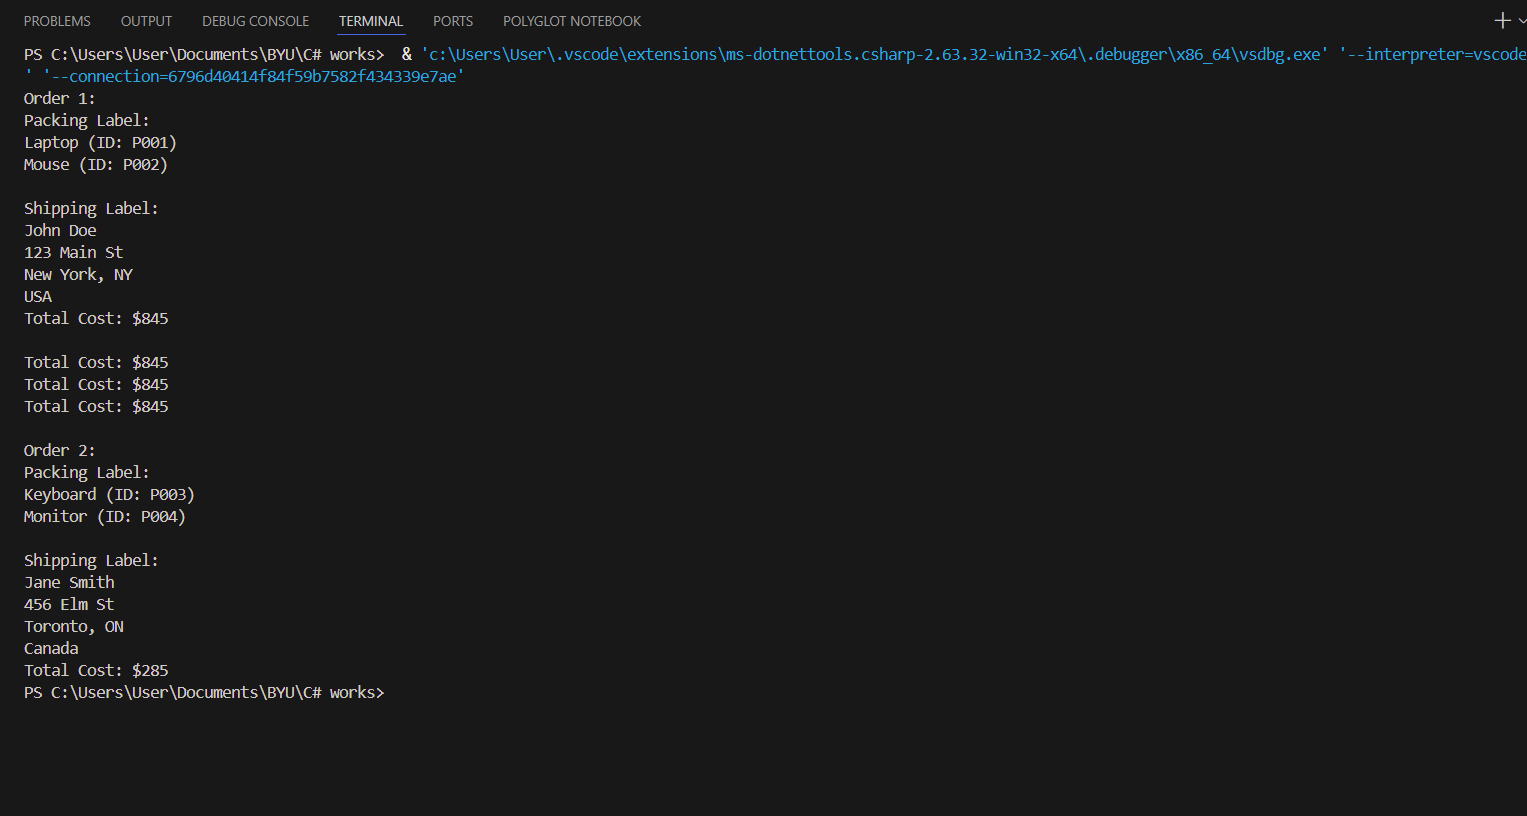 PROBLEMS OUTPUT DEBUG CONSOLE TERMINAL PORTS POLYGLOT NOTEBOOK
PS C:\Users\User\Documents\BYU\C# works>  & 'c:\Users\User\.vscode\extensions\ms-dotnettools.csharp-2.63.32-win32-x64\.debugger\x86_64\vsdbg.exe' '--interpreter=vscode
' '--connection=6796d40414f84f59b7582f434339e7ae'
Order 1:
Packing Label:
Laptop (ID: P001)
Mouse (ID: P002)

Shipping Label:
John Doe
123 Main St
New York, NY
USA
Total Cost: $845

Total Cost: $845
Total Cost: $845
Total Cost: $845

Order 2:
Packing Label:
Keyboard (ID: P003)
Monitor (ID: P004)

Shipping Label:
Jane Smith
456 Elm St
Toronto, ON
Canada
Total Cost: $285
PS C:\Users\User\Documents\BYU\C# works>